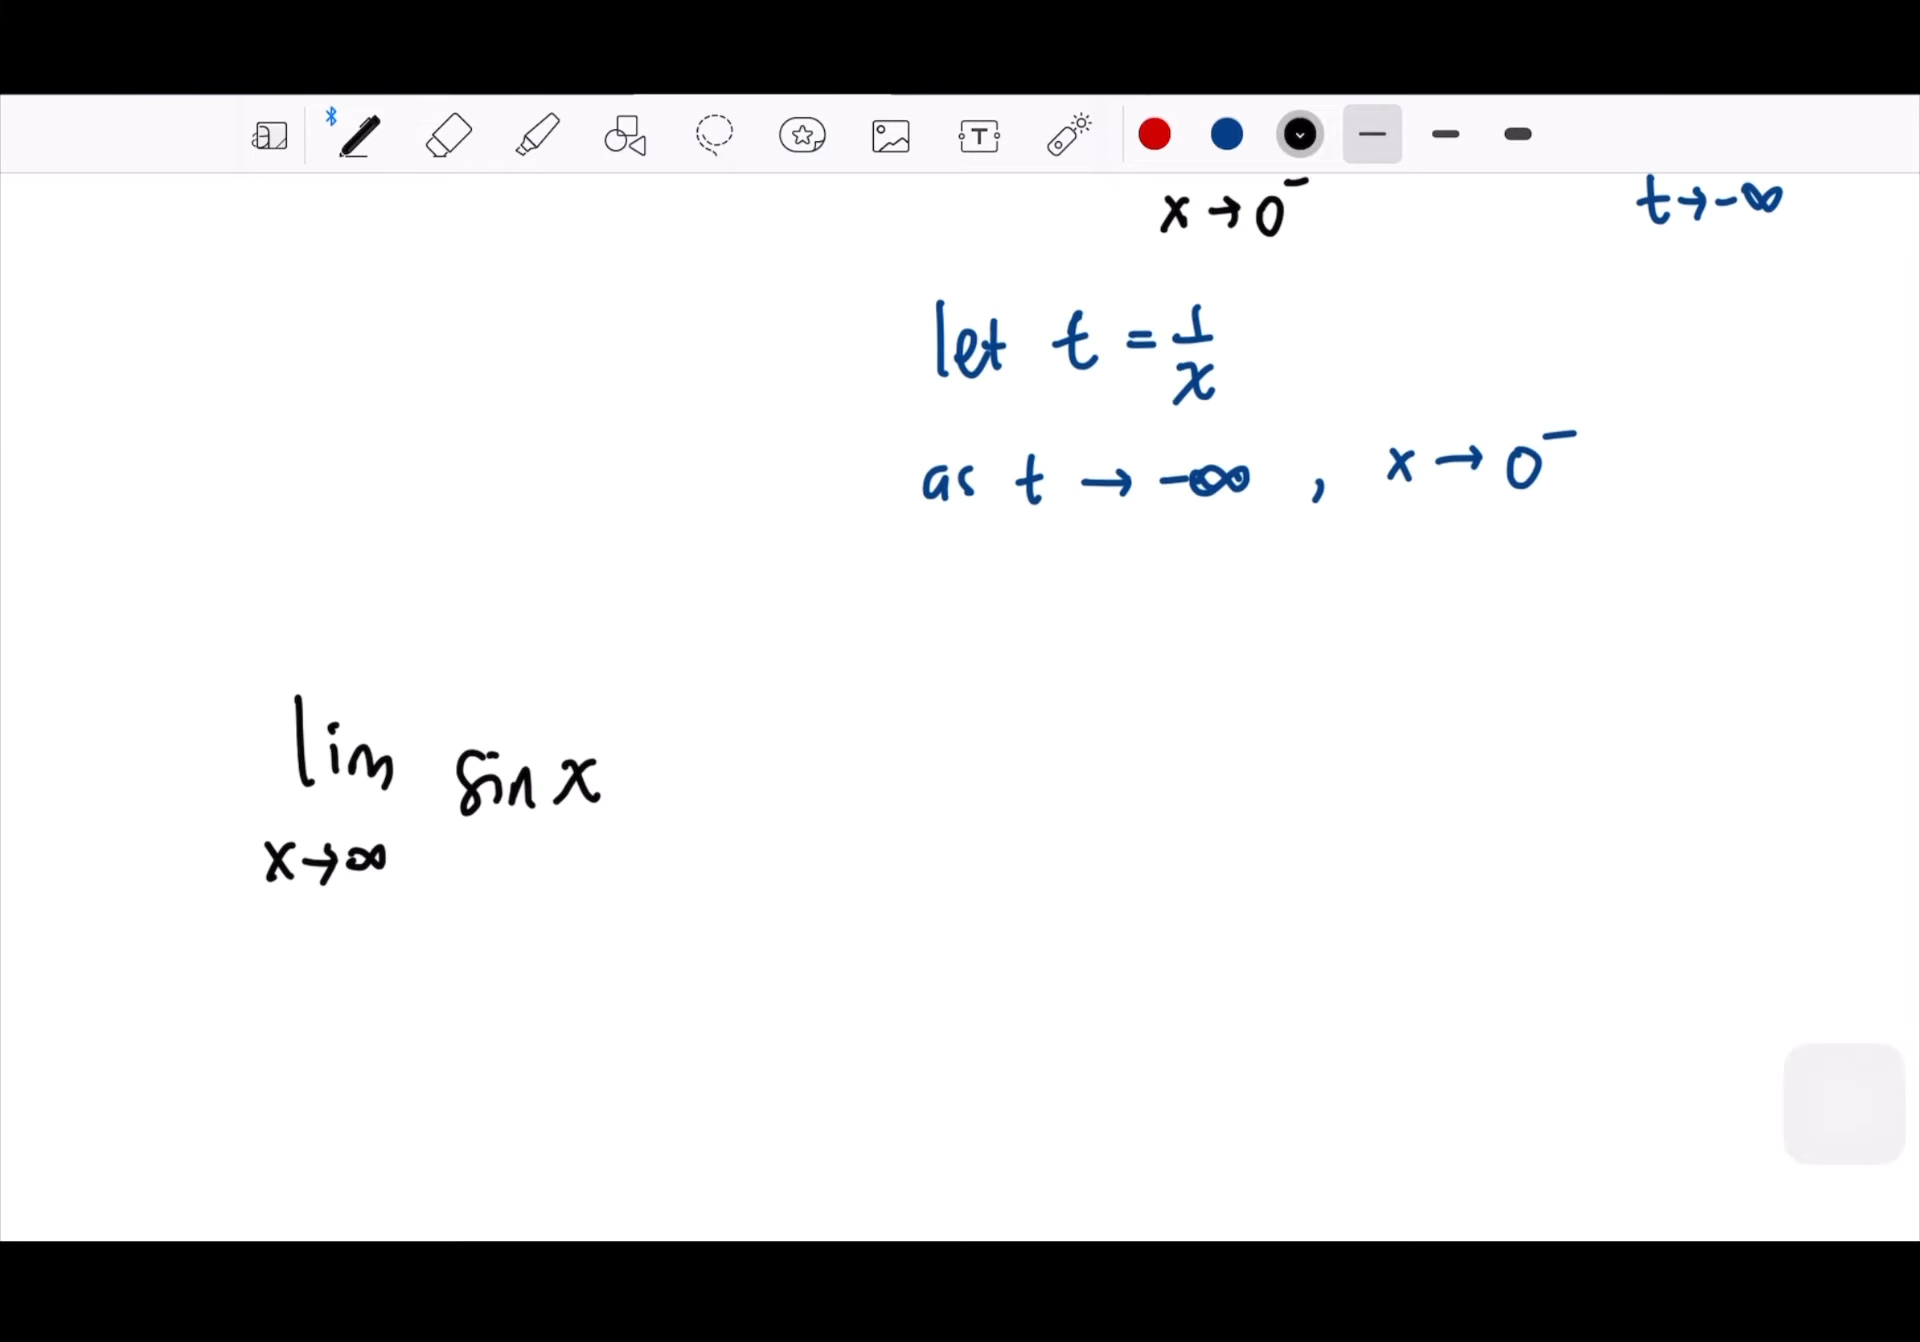 x → 0⁻ t → -∞
let t = 1/x
as t → -∞ , x → 0⁻
lim sin x
x → ∞